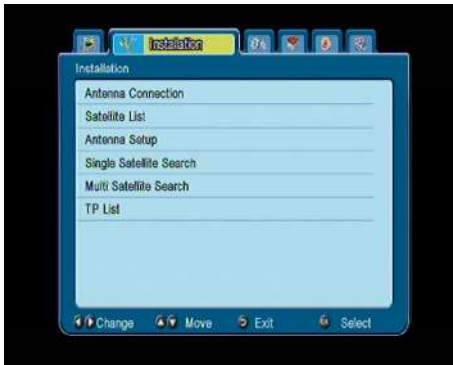 Installation
Installation
Antenna Connection
Satellite List
Antenna Setup
Single Satellite Search
Multi Satellite Search
TP List
Change Move Exit Select